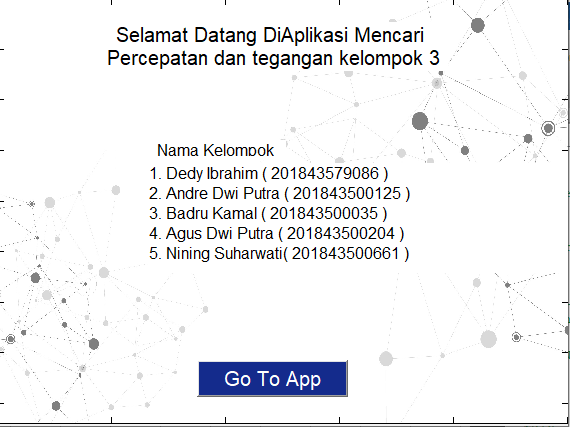 Selamat Datang DiAplikasi Mencari
Percepatan dan tegangan kelompok 3
Nama Kelompok
1. Dedy Ibrahim ( 201843579086 )
2. Andre Dwi Putra ( 201843500125 )
3. Badru Kamal ( 201843500035 )
4. Agus Dwi Putra ( 201843500204 )
5. Nining Suharwati( 201843500661 )
Go To App